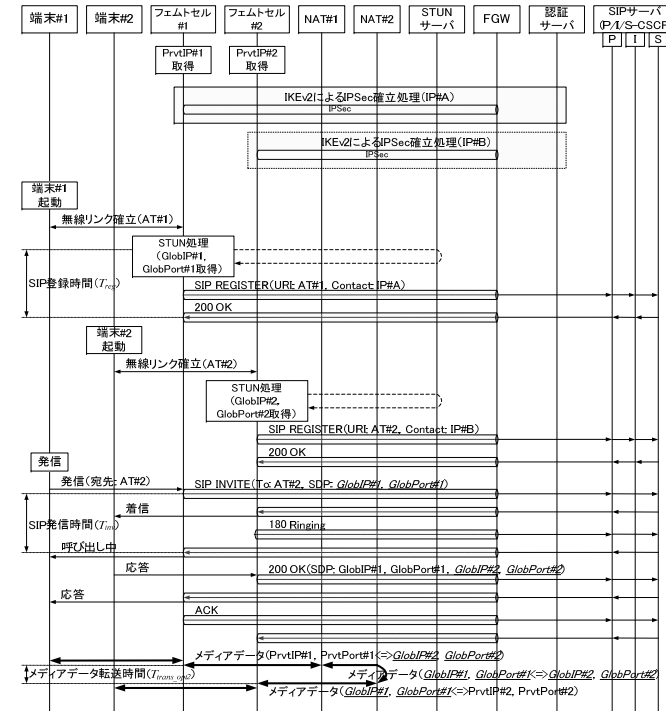 端末#1
端末#2
フェムトセル
#1
フェムトセル
#2
NAT#1
NAT#2
STUN
サーバ
FGW
認証
サーバ
SIPサーバ
(P/I/S-CSCF
P
I
S
PrvtIP#1
取得
PrvtIP#2
取得
IKEv2によるIPSec確立処理(IP#A)
IPSec
IKEv2によるIPSec確立処理(IP#B)
IPSec
端末#1
起動
無線リンク確立(AT#1)
STUN処理
(GlobIP#1,
GlobPort#1取得)
SIP登録時間(Treg)
SIP REGISTER(URI: AT#1, Contact: IP#A)
200 OK
端末#2
起動
無線リンク確立(AT#2)
STUN処理
(GlobIP#2,
GlobPort#2取得)
SIP REGISTER(URI: AT#2, Contact: IP#B)
200 OK
発信
発信(宛先: AT#2)
SIP INVITE(To: AT#2, SDP: GlobIP#1, GlobPort#1)
着信
180 Ringing
SIP発信時間(Tinv)
呼び出し中
応答
200 OK(SDP: GlobIP#1, GlobPort#1, GlobIP#2, GlobPort#2)
応答
ACK
メディアデータ(PrvtIP#1, PrvtPort#1<=>GlobIP#2, GlobPort#2)
メディアデータ転送時間(Ttrans_opt2)
メディアデータ(GlobIP#1, GlobPort#1<=>GlobIP#2, GlobPort#2)
メディアデータ(GlobIP#1, GlobPort#1<=>PrvtIP#2, PrvtPort#2)